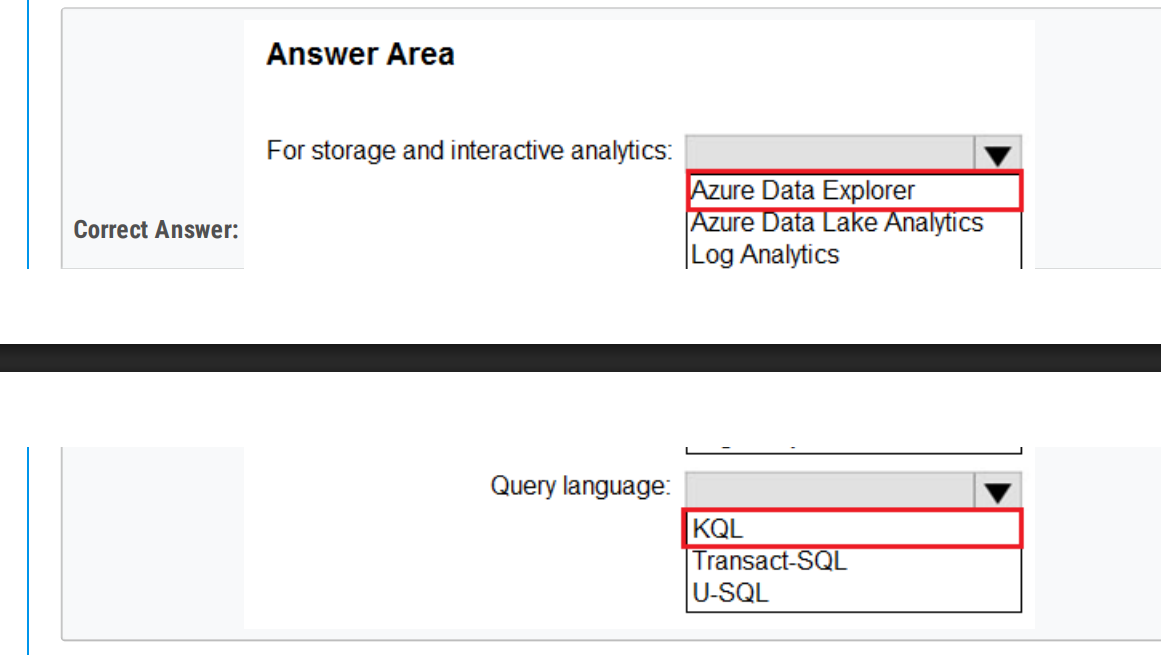 Answer Area
For storage and interactive analytics:
Azure Data Explorer
Azure Data Lake Analytics
Log Analytics
Correct Answer:
Query language:
KQL
Transact-SQL
U-SQL